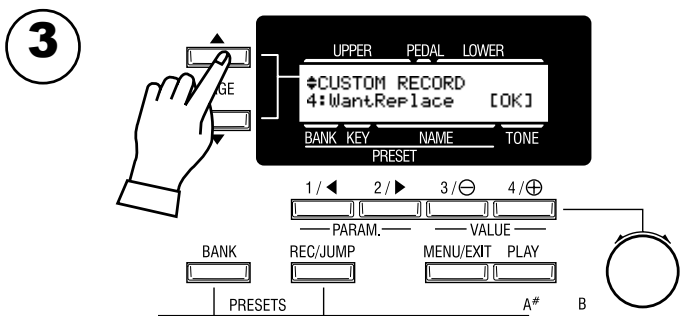 3
UPPER PEDAL LOWER
CUSTOM RECORD
4:WantReplace [OK]
BANK KEY NAME TONE
PRESET
1/◀ 2/▶ 3/⊖ 4/⊕
PARAM. VALUE
BANK REC/JUMP MENU/EXIT PLAY
PRESETS A# B